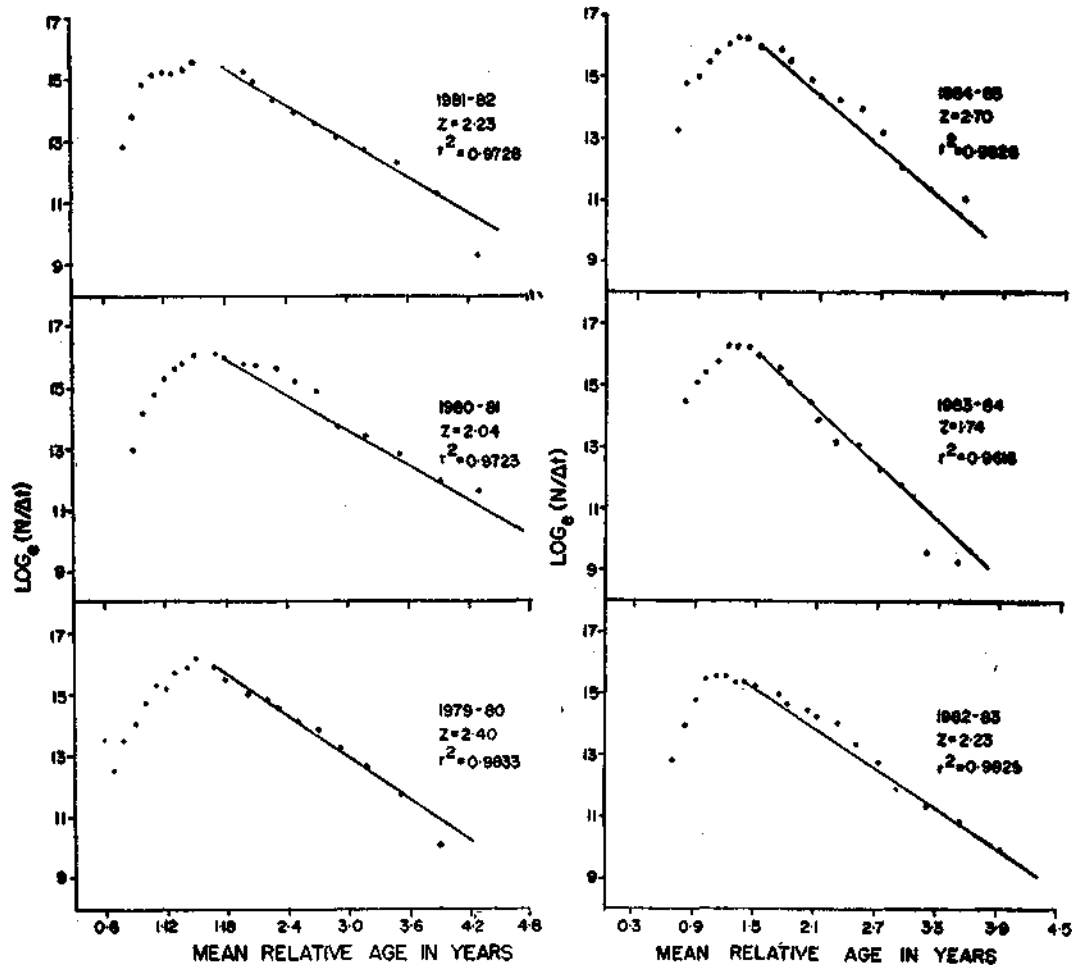 17
15
13
11
9
1981-82
Z=2·23
r²=0·9726
17
15
13
11
9
1980-81
Z=2·04
r²=0·9723
17
15
13
11
9
1979-80
Z=2·40
r²=0·9833
LOGe(N/Δt)
0·6 1·42 1·18 2·4 3·0 3·6 4·2 4·8
MEAN RELATIVE AGE IN YEARS
17
15
13
11
9
1984-85
Z=2·70
r²=0·9826
17
15
13
11
9
1983-84
Z=1·74
r²=0·9618
17
15
13
11
9
1982-83
Z=2·23
r²=0·9825
LOGe(N/Δt)
0·3 0·9 1·5 2·1 2·7 3·3 3·9 4·5
MEAN RELATIVE AGE IN YEARS